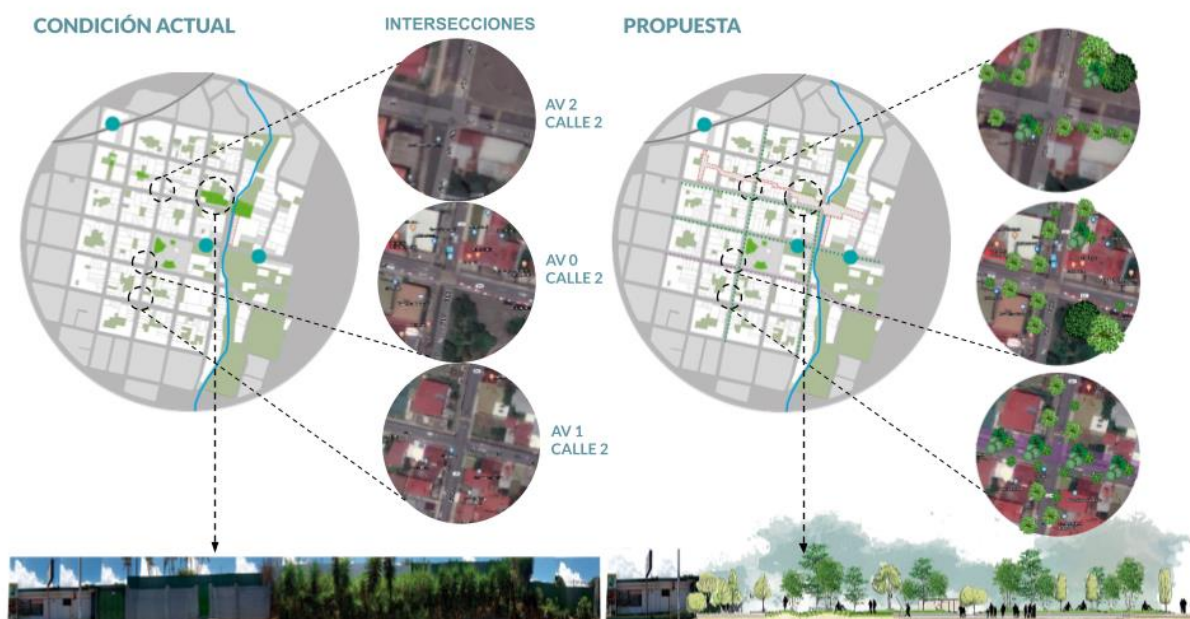 CONDICIÓN ACTUAL
INTERSECCIONES
PROPUESTA
AV 2
CALLE 2
AV 0
CALLE 2
AV 1
CALLE 2